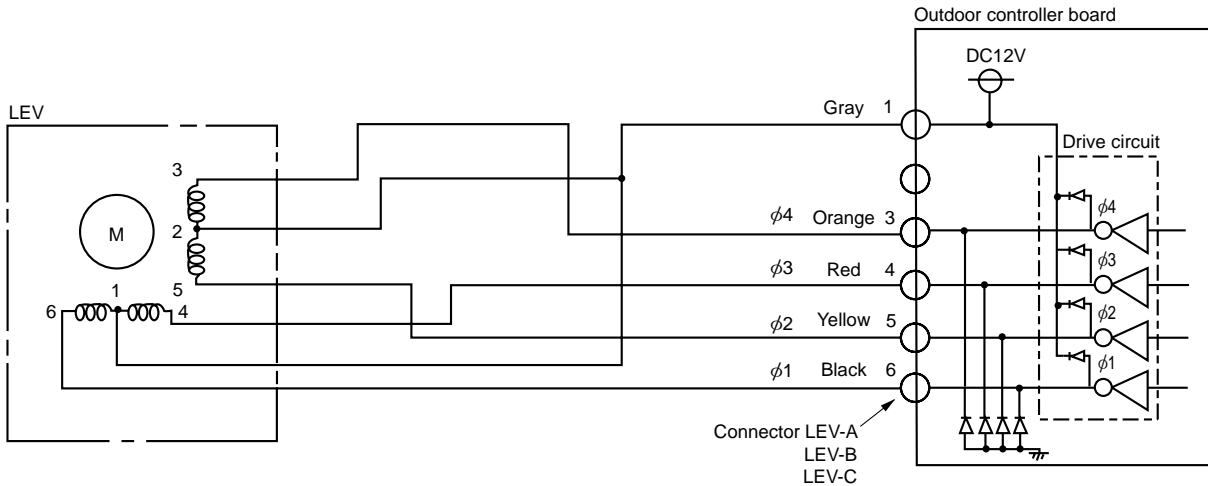 Outdoor controller board
DC12V
LEV
Gray 1
Drive circuit
3
M
2
ϕ4 Orange 3
ϕ4
ϕ3 Red 4
ϕ3
5
6 1 4
ϕ2 Yellow 5
ϕ2
ϕ1 Black 6
ϕ1
Connector LEV-A
LEV-B
LEV-C